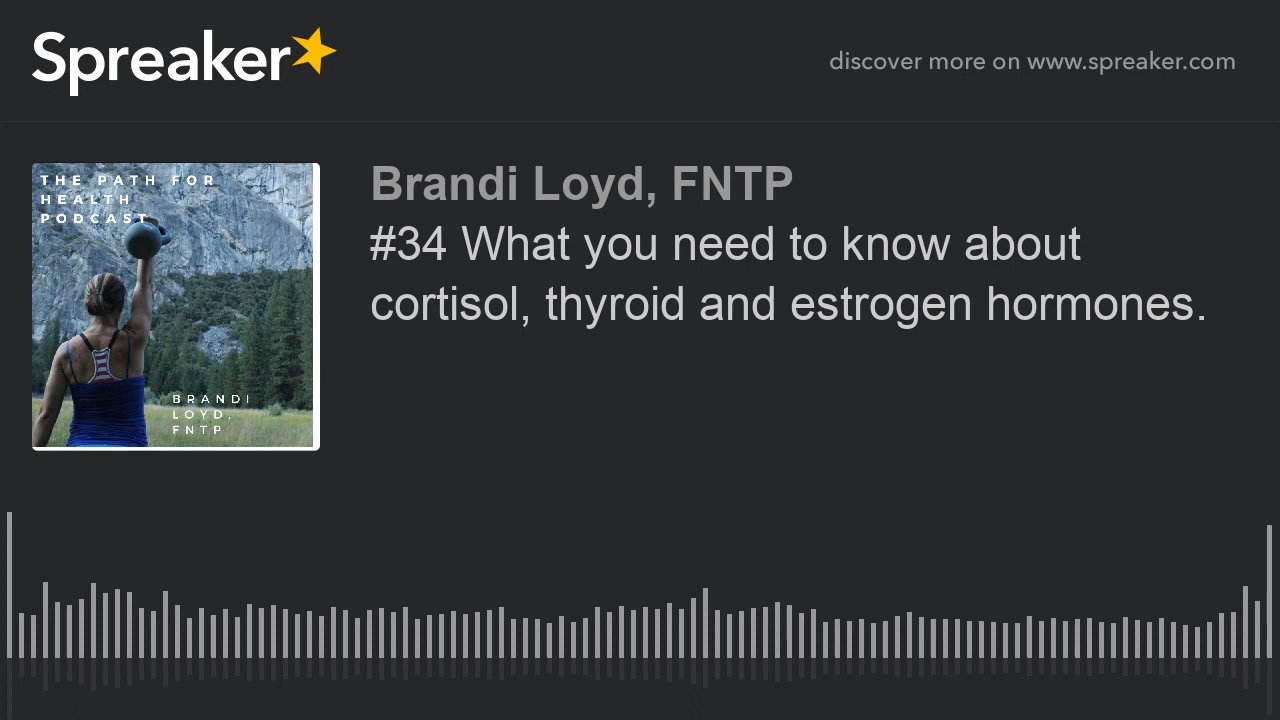 Spreaker
discover more on www.spreaker.com
THE PATH FOR
HEALTH
PODCAST
BRANDI
LOYD,
FNTP
Brandi Loyd, FNTP
#34 What you need to know about
cortisol, thyroid and estrogen hormones.